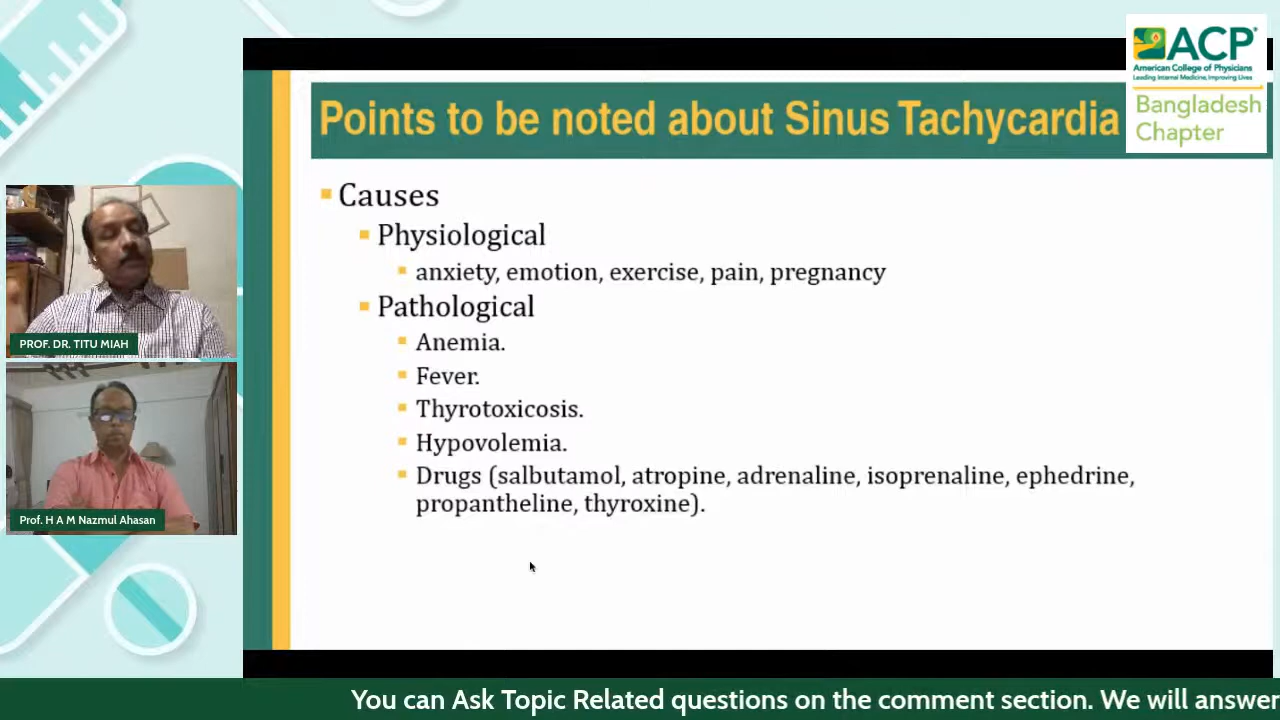 ACP
American College of Physicians
Leading Internal Medicine, Improving Lives
Bangladesh
Chapter
Points to be noted about Sinus Tachycardia
Causes
Physiological
anxiety, emotion, exercise, pain, pregnancy
Pathological
Anemia.
Fever.
Thyrotoxicosis.
Hypovolemia.
Drugs (salbutamol, atropine, adrenaline, isoprenaline, ephedrine,
propantheline, thyroxine).
PROF. DR. TITU MIAH
Prof. H A M Nazmul Ahasan
You can Ask Topic Related questions on the comment section. We will answer